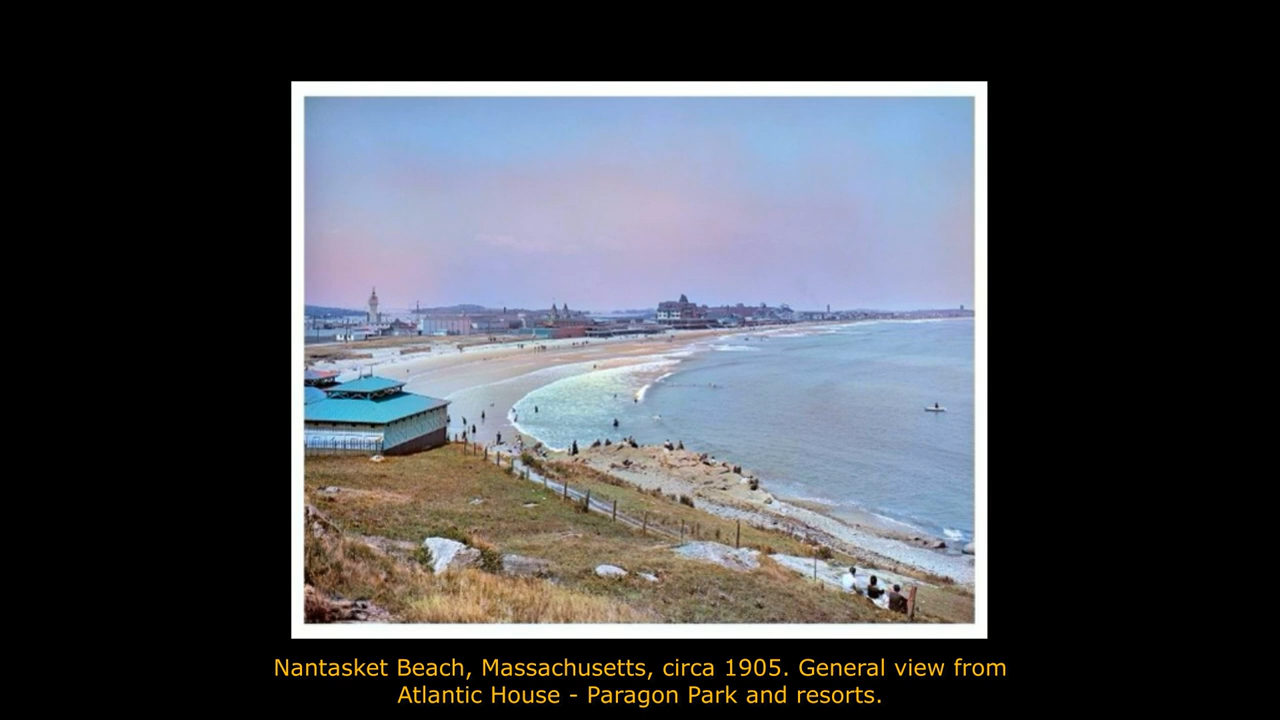 Nantasket Beach, Massachusetts, circa 1905. General view from
Atlantic House - Paragon Park and resorts.